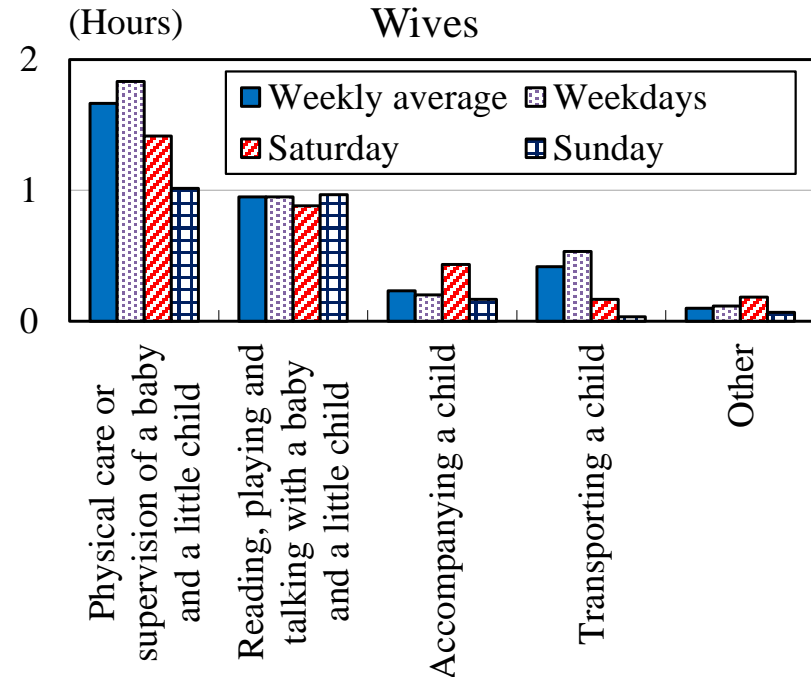 (Hours)
Wives
2
1
0
Weekly average
Weekdays
Saturday
Sunday
Physical care or
supervision of a baby
and a little child
Reading, playing and
talking with a baby
and a little child
Accompanying a child
Transporting a child
Other